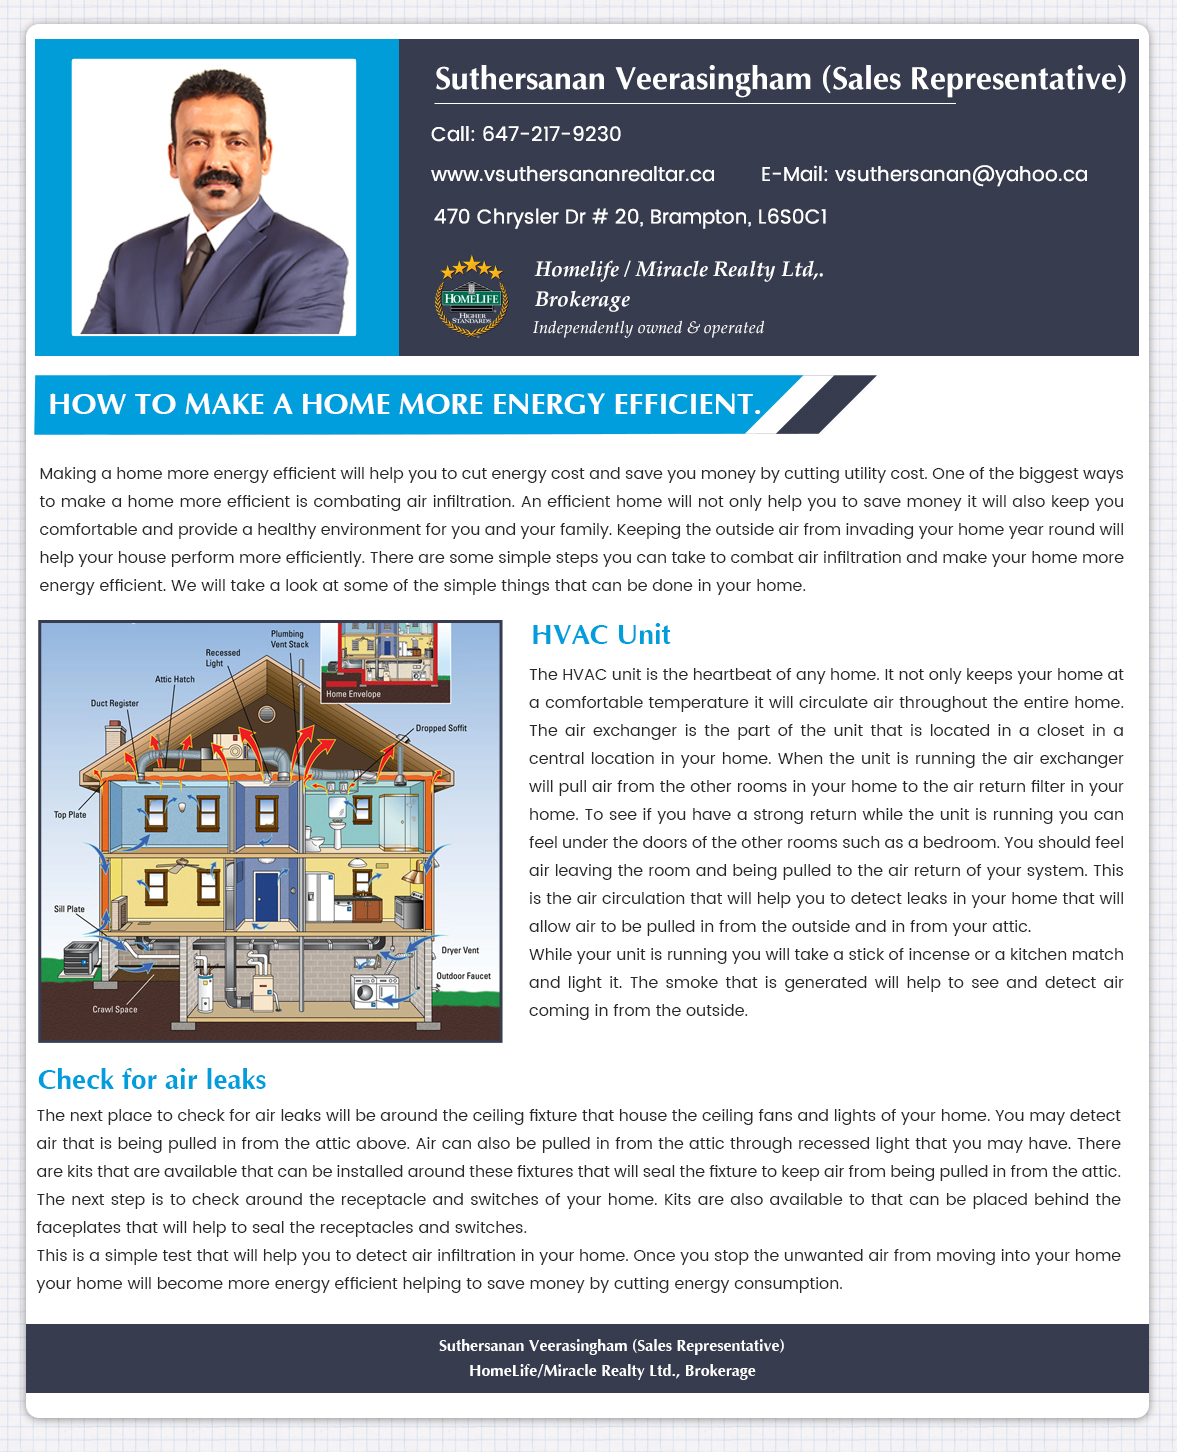 Suthersanan Veerasingham (Sales Representative)
Call: 647-217-9230
www.vsuthersananrealtar.ca E-Mail: vsuthersanan@yahoo.ca
470 Chrysler Dr # 20, Brampton, L6S0C1
HOMELIFE
HIGHER
STANDARDS
Homelife / Miracle Realty Ltd,.
Brokerage
Independently owned & operated
HOW TO MAKE A HOME MORE ENERGY EFFICIENT.
Making a home more energy efficient will help you to cut energy cost and save you money by cutting utility cost. One of the biggest ways
to make a home more efficient is combating air infiltration. An efficient home will not only help you to save money it will also keep you
comfortable and provide a healthy environment for you and your family. Keeping the outside air from invading your home year round will
help your house perform more efficiently. There are some simple steps you can take to combat air infiltration and make your home more
energy efficient. We will take a look at some of the simple things that can be done in your home.
Plumbing
Vent Stack
Recessed
Light
Attic Hatch
Duct Register
Home Envelope
Dropped Soffit
Top Plate
Sill Plate
Dryer Vent
Outdoor Faucet
Crawl Space
HVAC Unit
The HVAC unit is the heartbeat of any home. It not only keeps your home at
a comfortable temperature it will circulate air throughout the entire home.
The air exchanger is the part of the unit that is located in a closet in a
central location in your home. When the unit is running the air exchanger
will pull air from the other rooms in your home to the air return filter in your
home. To see if you have a strong return while the unit is running you can
feel under the doors of the other rooms such as a bedroom. You should feel
air leaving the room and being pulled to the air return of your system. This
is the air circulation that will help you to detect leaks in your home that will
allow air to be pulled in from the outside and in from your attic.
While your unit is running you will take a stick of incense or a kitchen match
and light it. The smoke that is generated will help to see and detect air
coming in from the outside.
Check for air leaks
The next place to check for air leaks will be around the ceiling fixture that house the ceiling fans and lights of your home. You may detect
air that is being pulled in from the attic above. Air can also be pulled in from the attic through recessed light that you may have. There
are kits that are available that can be installed around these fixtures that will seal the fixture to keep air from being pulled in from the attic.
The next step is to check around the receptacle and switches of your home. Kits are also available to that can be placed behind the
faceplates that will help to seal the receptacles and switches.
This is a simple test that will help you to detect air infiltration in your home. Once you stop the unwanted air from moving into your home
your home will become more energy efficient helping to save money by cutting energy consumption.
Suthersanan Veerasingham (Sales Representative)
HomeLife/Miracle Realty Ltd., Brokerage